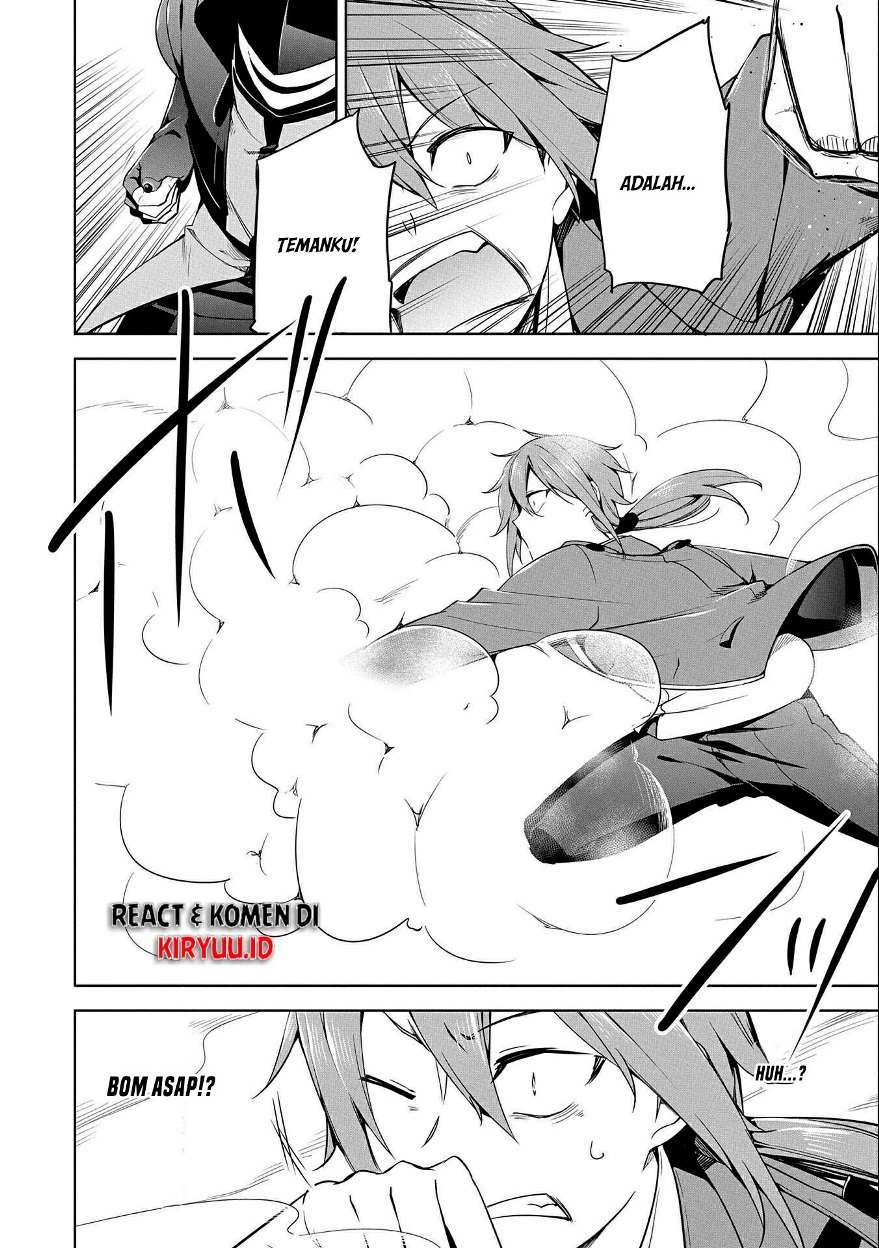 ADALAH...
TEMANKU!
REACT & KOMEN DI
KIRYUU.ID
HUH...?
BOM ASAP!?